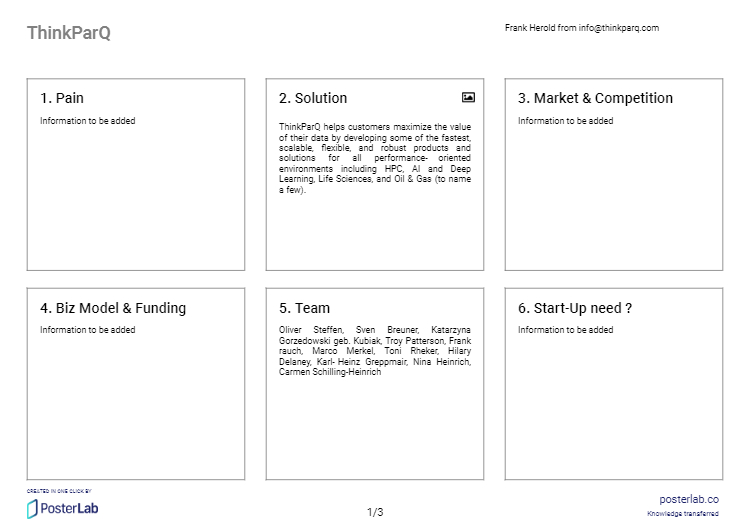 ThinkParQ
Frank Herold from info@thinkparq.com
1. Pain
Information to be added
2. Solution
ThinkParQ helps customers maximize the value
of their data by developing some of the fastest,
scalable, flexible, and robust products and
solutions for all performance- oriented
environments including HPC, AI and Deep
Learning, Life Sciences, and Oil & Gas (to name
a few).
3. Market & Competition
Information to be added
4. Biz Model & Funding
Information to be added
5. Team
Oliver Steffen, Sven Breuner, Katarzyna
Gorzedowski geb. Kubiak, Troy Patterson, Frank
rauch, Marco Merkel, Toni Rheker, Hilary
Delaney, Karl- Heinz Greppmair, Nina Heinrich,
Carmen Schilling-Heinrich
6. Start-Up need ?
Information to be added
CREATED IN ONE CLICK BY
PosterLab
1/3
posterlab.co
Knowledge transferred